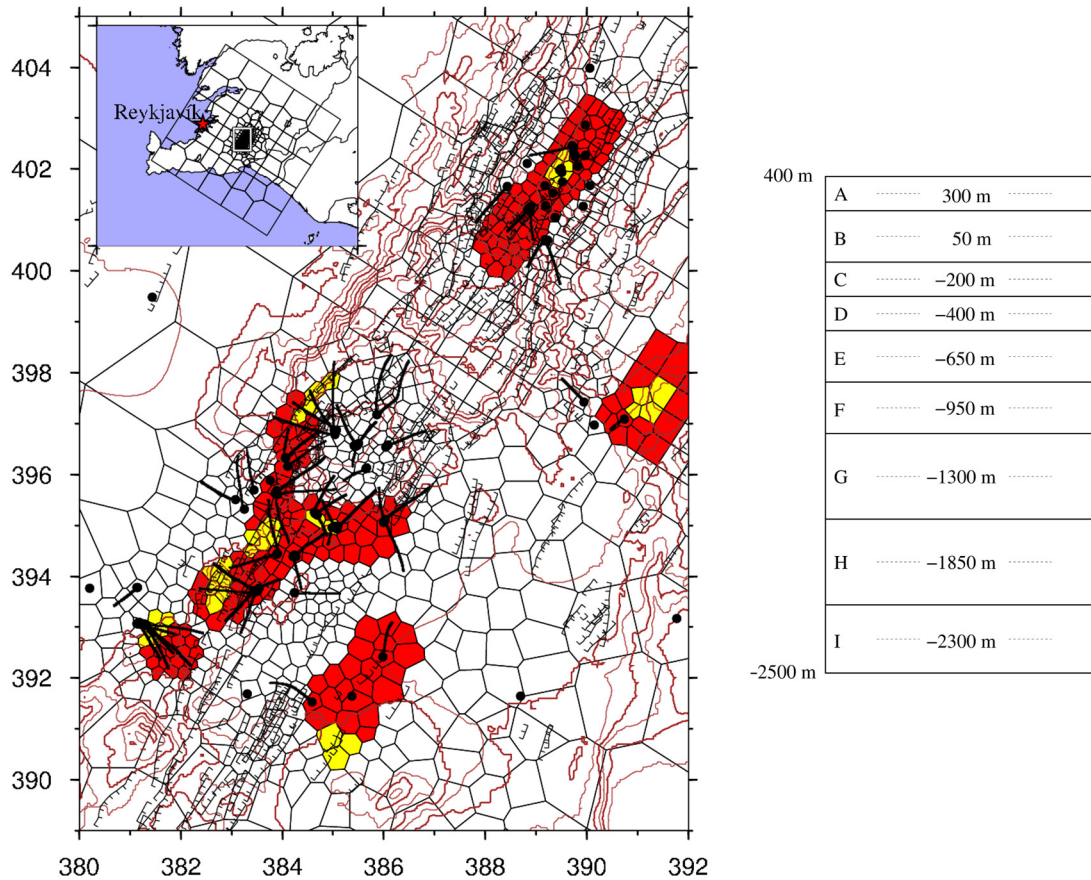 Reykjavik
404
402
400
398
396
394
392
390
380
382
384
386
388
390
392
400 m
A
300 m
B
50 m
C
−200 m
D
−400 m
E
−650 m
F
−950 m
G
−1300 m
H
−1850 m
I
−2300 m
-2500 m